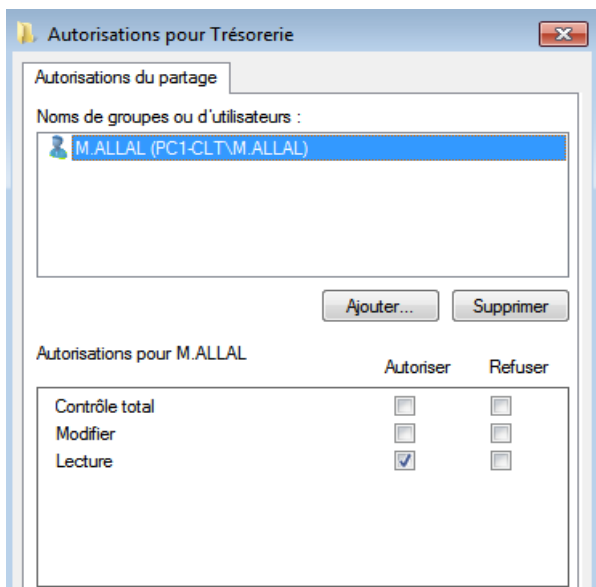 Autorisations pour Trésorerie
Autorisations du partage
Noms de groupes ou d'utilisateurs :
M.ALLAL (PC1-CLT\M.ALLAL)
Ajouter... Supprimer
Autorisations pour M.ALLAL Autoriser Refuser
Contrôle total
Modifier
Lecture